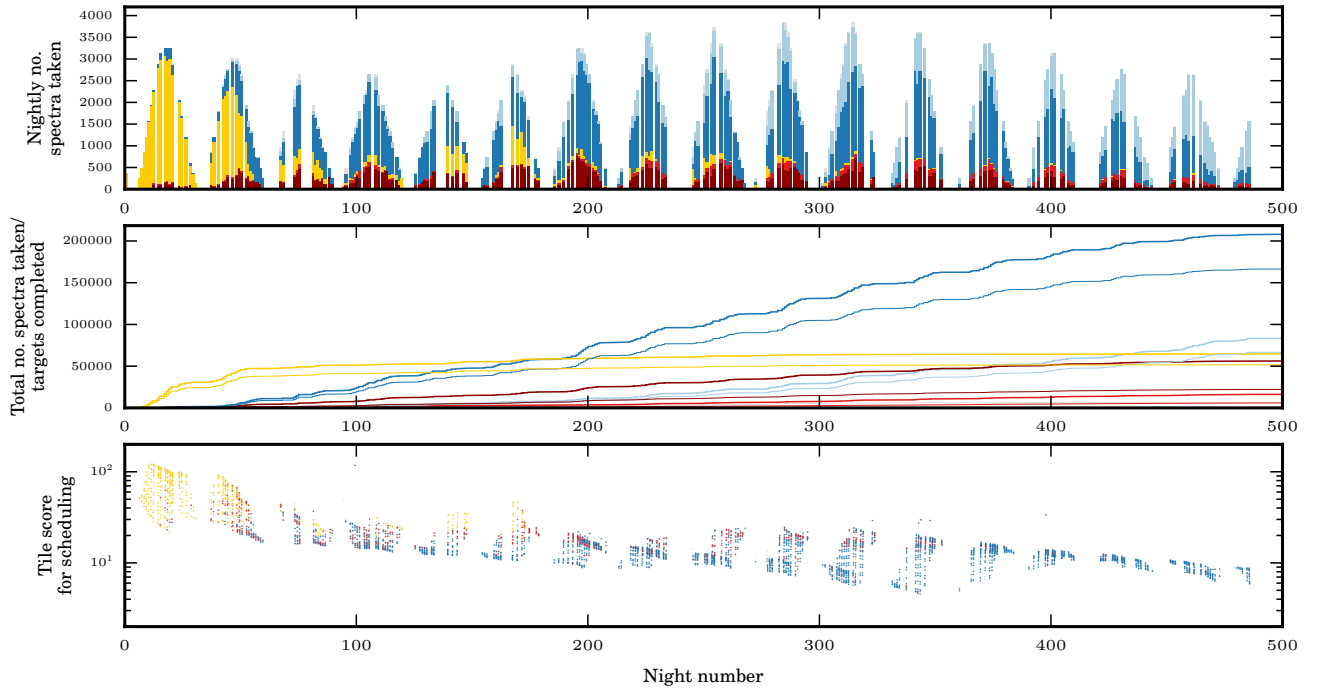 Nightly no.
spectra taken
4000
3500
3000
2500
2000
1500
1000
500
0
0 100 200 300 400 500
Total no. spectra taken/
targets completed
200000
150000
100000
50000
0
0 100 200 300 400 500
Tile score
for scheduling
10²
10¹
0 100 200 300 400 500
Night number